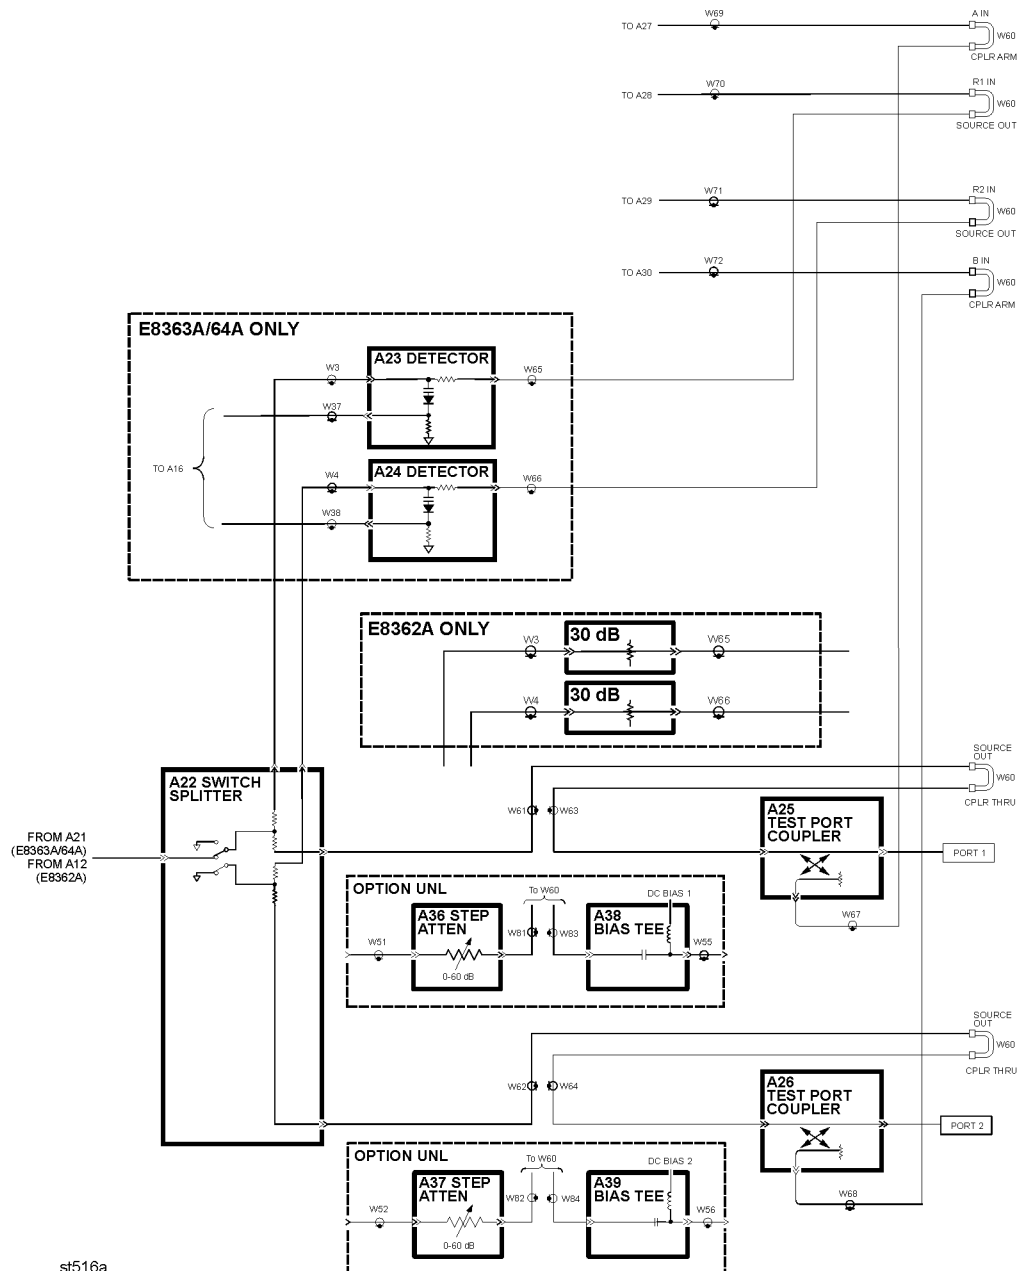 W69
A IN
TO A27
W60
CPLR ARM
W70
R1 IN
TO A28
W60
SOURCE OUT
W71
R2 IN
TO A29
W60
SOURCE OUT
W72
B IN
TO A30
W60
CPLR ARM
E8363A/64A ONLY
A23 DETECTOR
W3
W65
W37
TO A16
A24 DETECTOR
W4
W66
W38
E8362A ONLY
30 dB
W3
W65
30 dB
W4
W66
SOURCE
OUT
W60
CPLR THRU
A22 SWITCH
SPLITTER
W61
W63
A25
TEST PORT
COUPLER
FROM A21
(E8363A/64A)
FROM A12
(E8362A)
PORT 1
OPTION UNL
To W60
DC BIAS 1
A36 STEP
ATTEN
A38
BIAS TEE
W67
W51
W81
W83
W55
0-60 dB
SOURCE
OUT
W60
CPLR THRU
W62
W64
A26
TEST PORT
COUPLER
PORT 2
OPTION UNL
To W60
DC BIAS 2
A37 STEP
ATTEN
A39
BIAS TEE
W68
W52
W82
W84
W56
0-60 dB
st516a